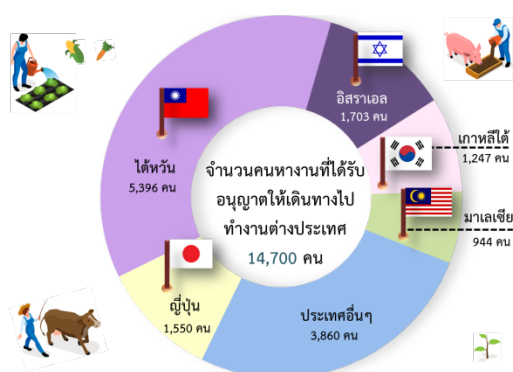 จำนวนคนหางานที่ได้รับ
อนุญาตให้เดินทางไป
ทำงานต่างประเทศ
14,700 คน
อิสราเอล
1,703 คน
เกาหลีใต้
1,247 คน
มาเลเซีย
944 คน
ประเทศอื่นๆ
3,860 คน
ญี่ปุ่น
1,550 คน
ไต้หวัน
5,396 คน